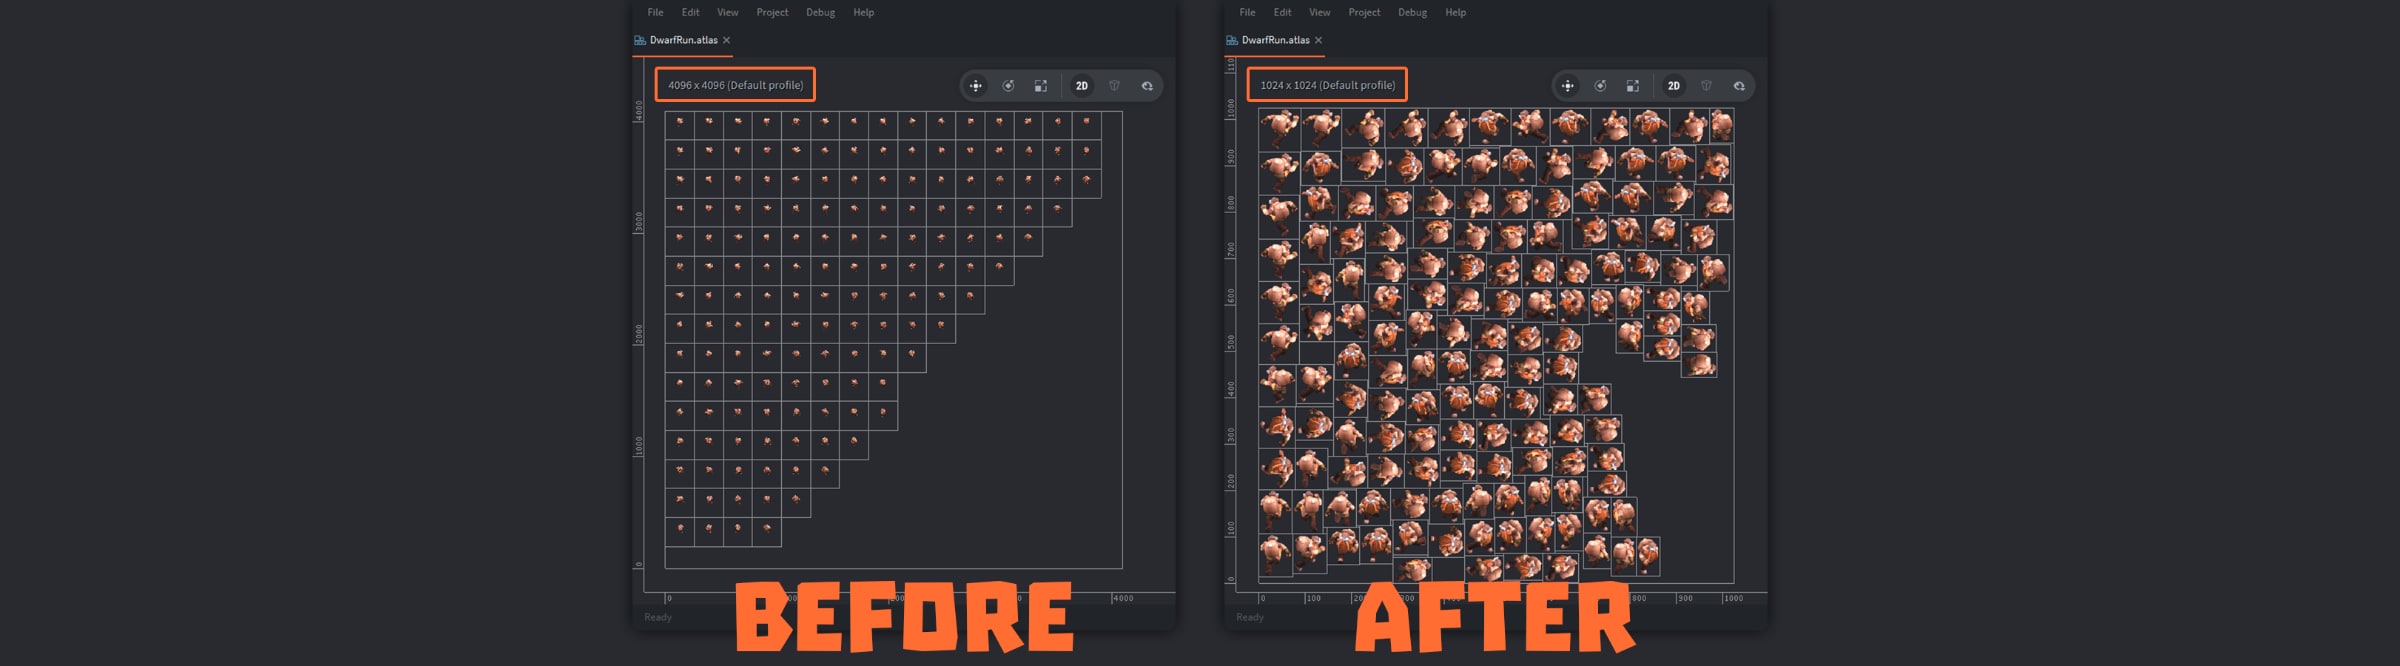 File Edit View Project Debug Help
DwarfRun.atlas
4096 x 4096 (Default profile)
2D
4000
3000
2000
1000
0
0
4000
Ready
BEFORE
File Edit View Project Debug Help
DwarfRun.atlas
1024 x 1024 (Default profile)
2D
1000
900
800
700
600
500
400
300
200
100
0
0 100 800 900 1000
Ready
AFTER